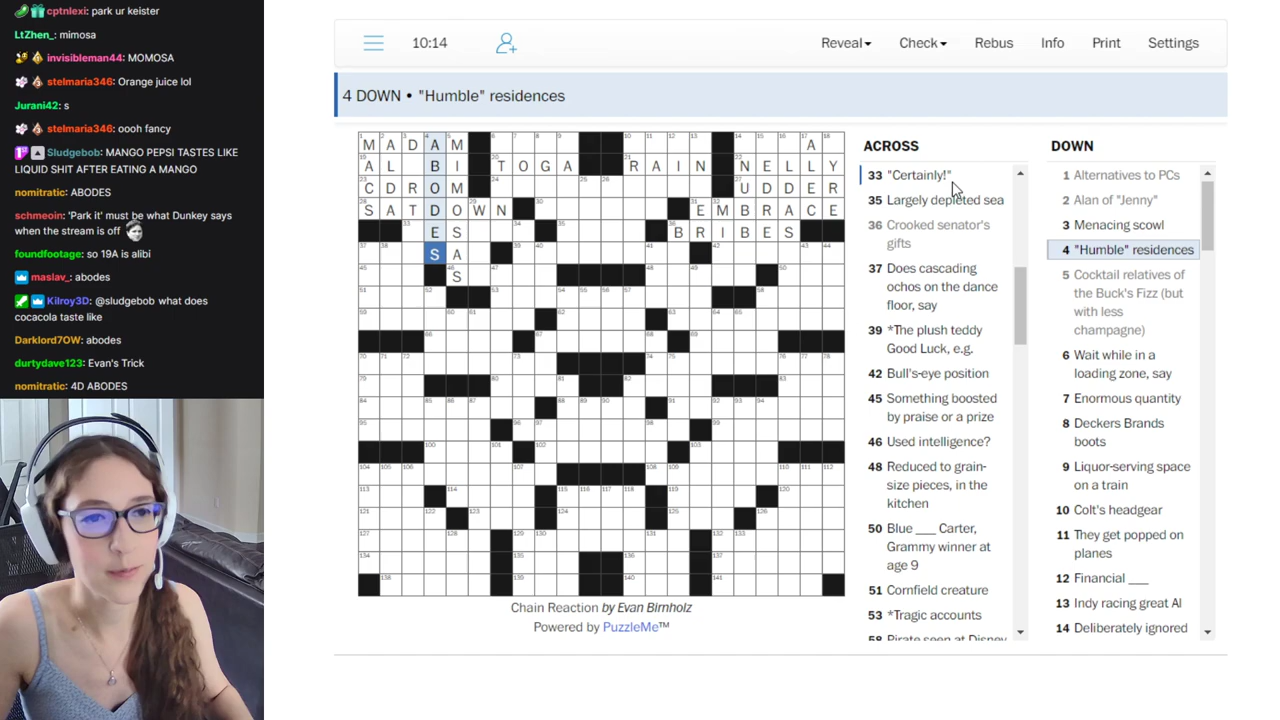 cptnlexi: park ur keister
LtZhen_: mimosa
invisibleman44: MOMOSA
stelmaria346: Orange juice lol
Jurani42: s
stelmaria346: oooh fancy
Sludgebob: MANGO PEPSI TASTES LIKE
LIQUID SHIT AFTER EATING A MANGO
nomitratic: ABODES
schmeoin: 'Park it' must be what Dunkey says
when the stream is off
foundfootage: so 19A is alibi
maslav_: abodes
Kilroy3D: @sludgebob what does
cocacola taste like
Darklord7OW: abodes
durtydave123: Evan's Trick
nomitratic: 4D ABODES
10:14
Reveal
Check
Rebus
Info
Print
Settings
4 DOWN • "Humble" residences
M A D A M A
A L B I T O G A R A I N N E L L Y
C D R O M U D D E R
S A T D O W N E M B R A C E
E S B R I B E S
S A
S
Chain Reaction by Evan Birnholz
Powered by PuzzleMe™
ACROSS
33 "Certainly!"
35 Largely depleted sea
36 Crooked senator's
gifts
37 Does cascading
ochos on the dance
floor, say
39 *The plush teddy
Good Luck, e.g.
42 Bull's-eye position
45 Something boosted
by praise or a prize
46 Used intelligence?
48 Reduced to grain-
size pieces, in the
kitchen
50 Blue ___ Carter,
Grammy winner at
age 9
51 Cornfield creature
53 *Tragic accounts
58 Pirate seen at Disney
DOWN
1 Alternatives to PCs
2 Alan of "Jenny"
3 Menacing scowl
4 "Humble" residences
5 Cocktail relatives of
the Buck's Fizz (but
with less
champagne)
6 Wait while in a
loading zone, say
7 Enormous quantity
8 Deckers Brands
boots
9 Liquor-serving space
on a train
10 Colt's headgear
11 They get popped on
planes
12 Financial ___
13 Indy racing great Al
14 Deliberately ignored